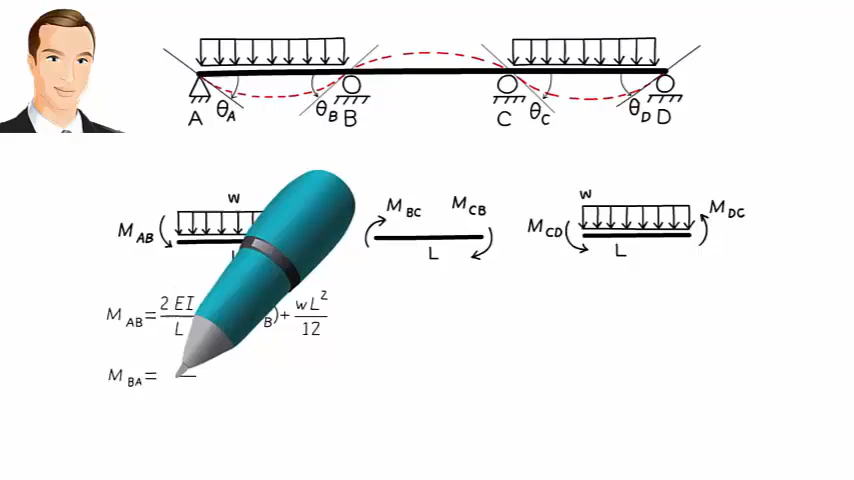 θA θB θC θD
A B C D
w w
MAB MBC MCB MCD MDC
L L L
MAB = 2EI/L B) + wL²/12
MBA =